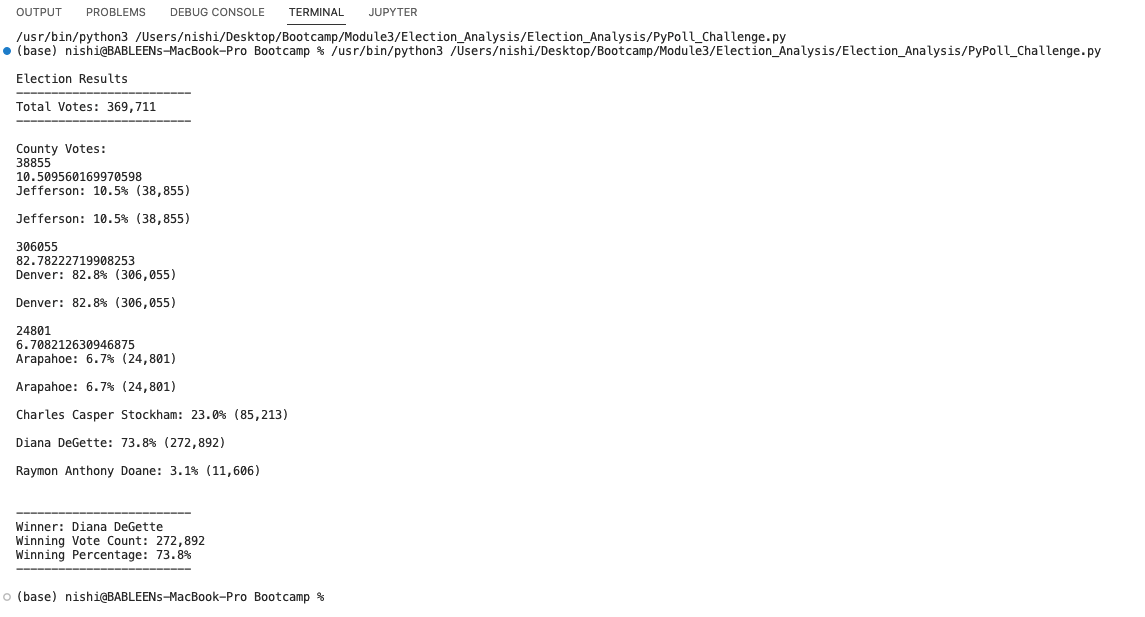 OUTPUT PROBLEMS DEBUG CONSOLE TERMINAL JUPYTER
/usr/bin/python3 /Users/nishi/Desktop/Bootcamp/Module3/Election_Analysis/Election_Analysis/PyPoll_Challenge.py
(base) nishi@BABLEENs-MacBook-Pro Bootcamp % /usr/bin/python3 /Users/nishi/Desktop/Bootcamp/Module3/Election_Analysis/Election_Analysis/PyPoll_Challenge.py
Election Results
-------------------------
Total Votes: 369,711
-------------------------
County Votes:
38855
10.509560169970598
Jefferson: 10.5% (38,855)
Jefferson: 10.5% (38,855)
306055
82.78222719908253
Denver: 82.8% (306,055)
Denver: 82.8% (306,055)
24801
6.708212630946875
Arapahoe: 6.7% (24,801)
Arapahoe: 6.7% (24,801)
Charles Casper Stockham: 23.0% (85,213)
Diana DeGette: 73.8% (272,892)
Raymon Anthony Doane: 3.1% (11,606)
-------------------------
Winner: Diana DeGette
Winning Vote Count: 272,892
Winning Percentage: 73.8%
-------------------------
(base) nishi@BABLEENs-MacBook-Pro Bootcamp %